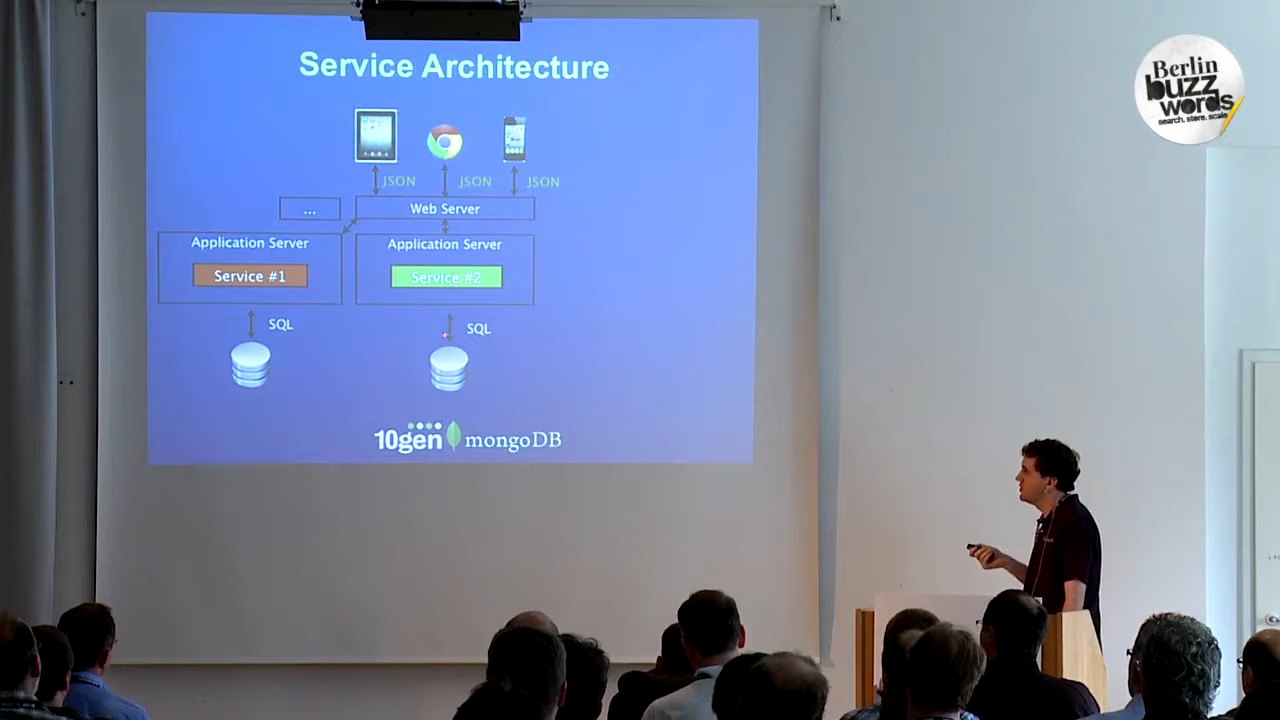 Service Architecture
JSON JSON JSON
... Web Server
Application Server Application Server
Service #1 Service #2
SQL SQL
10gen mongoDB
Berlin
buzz
words
search. store. scale